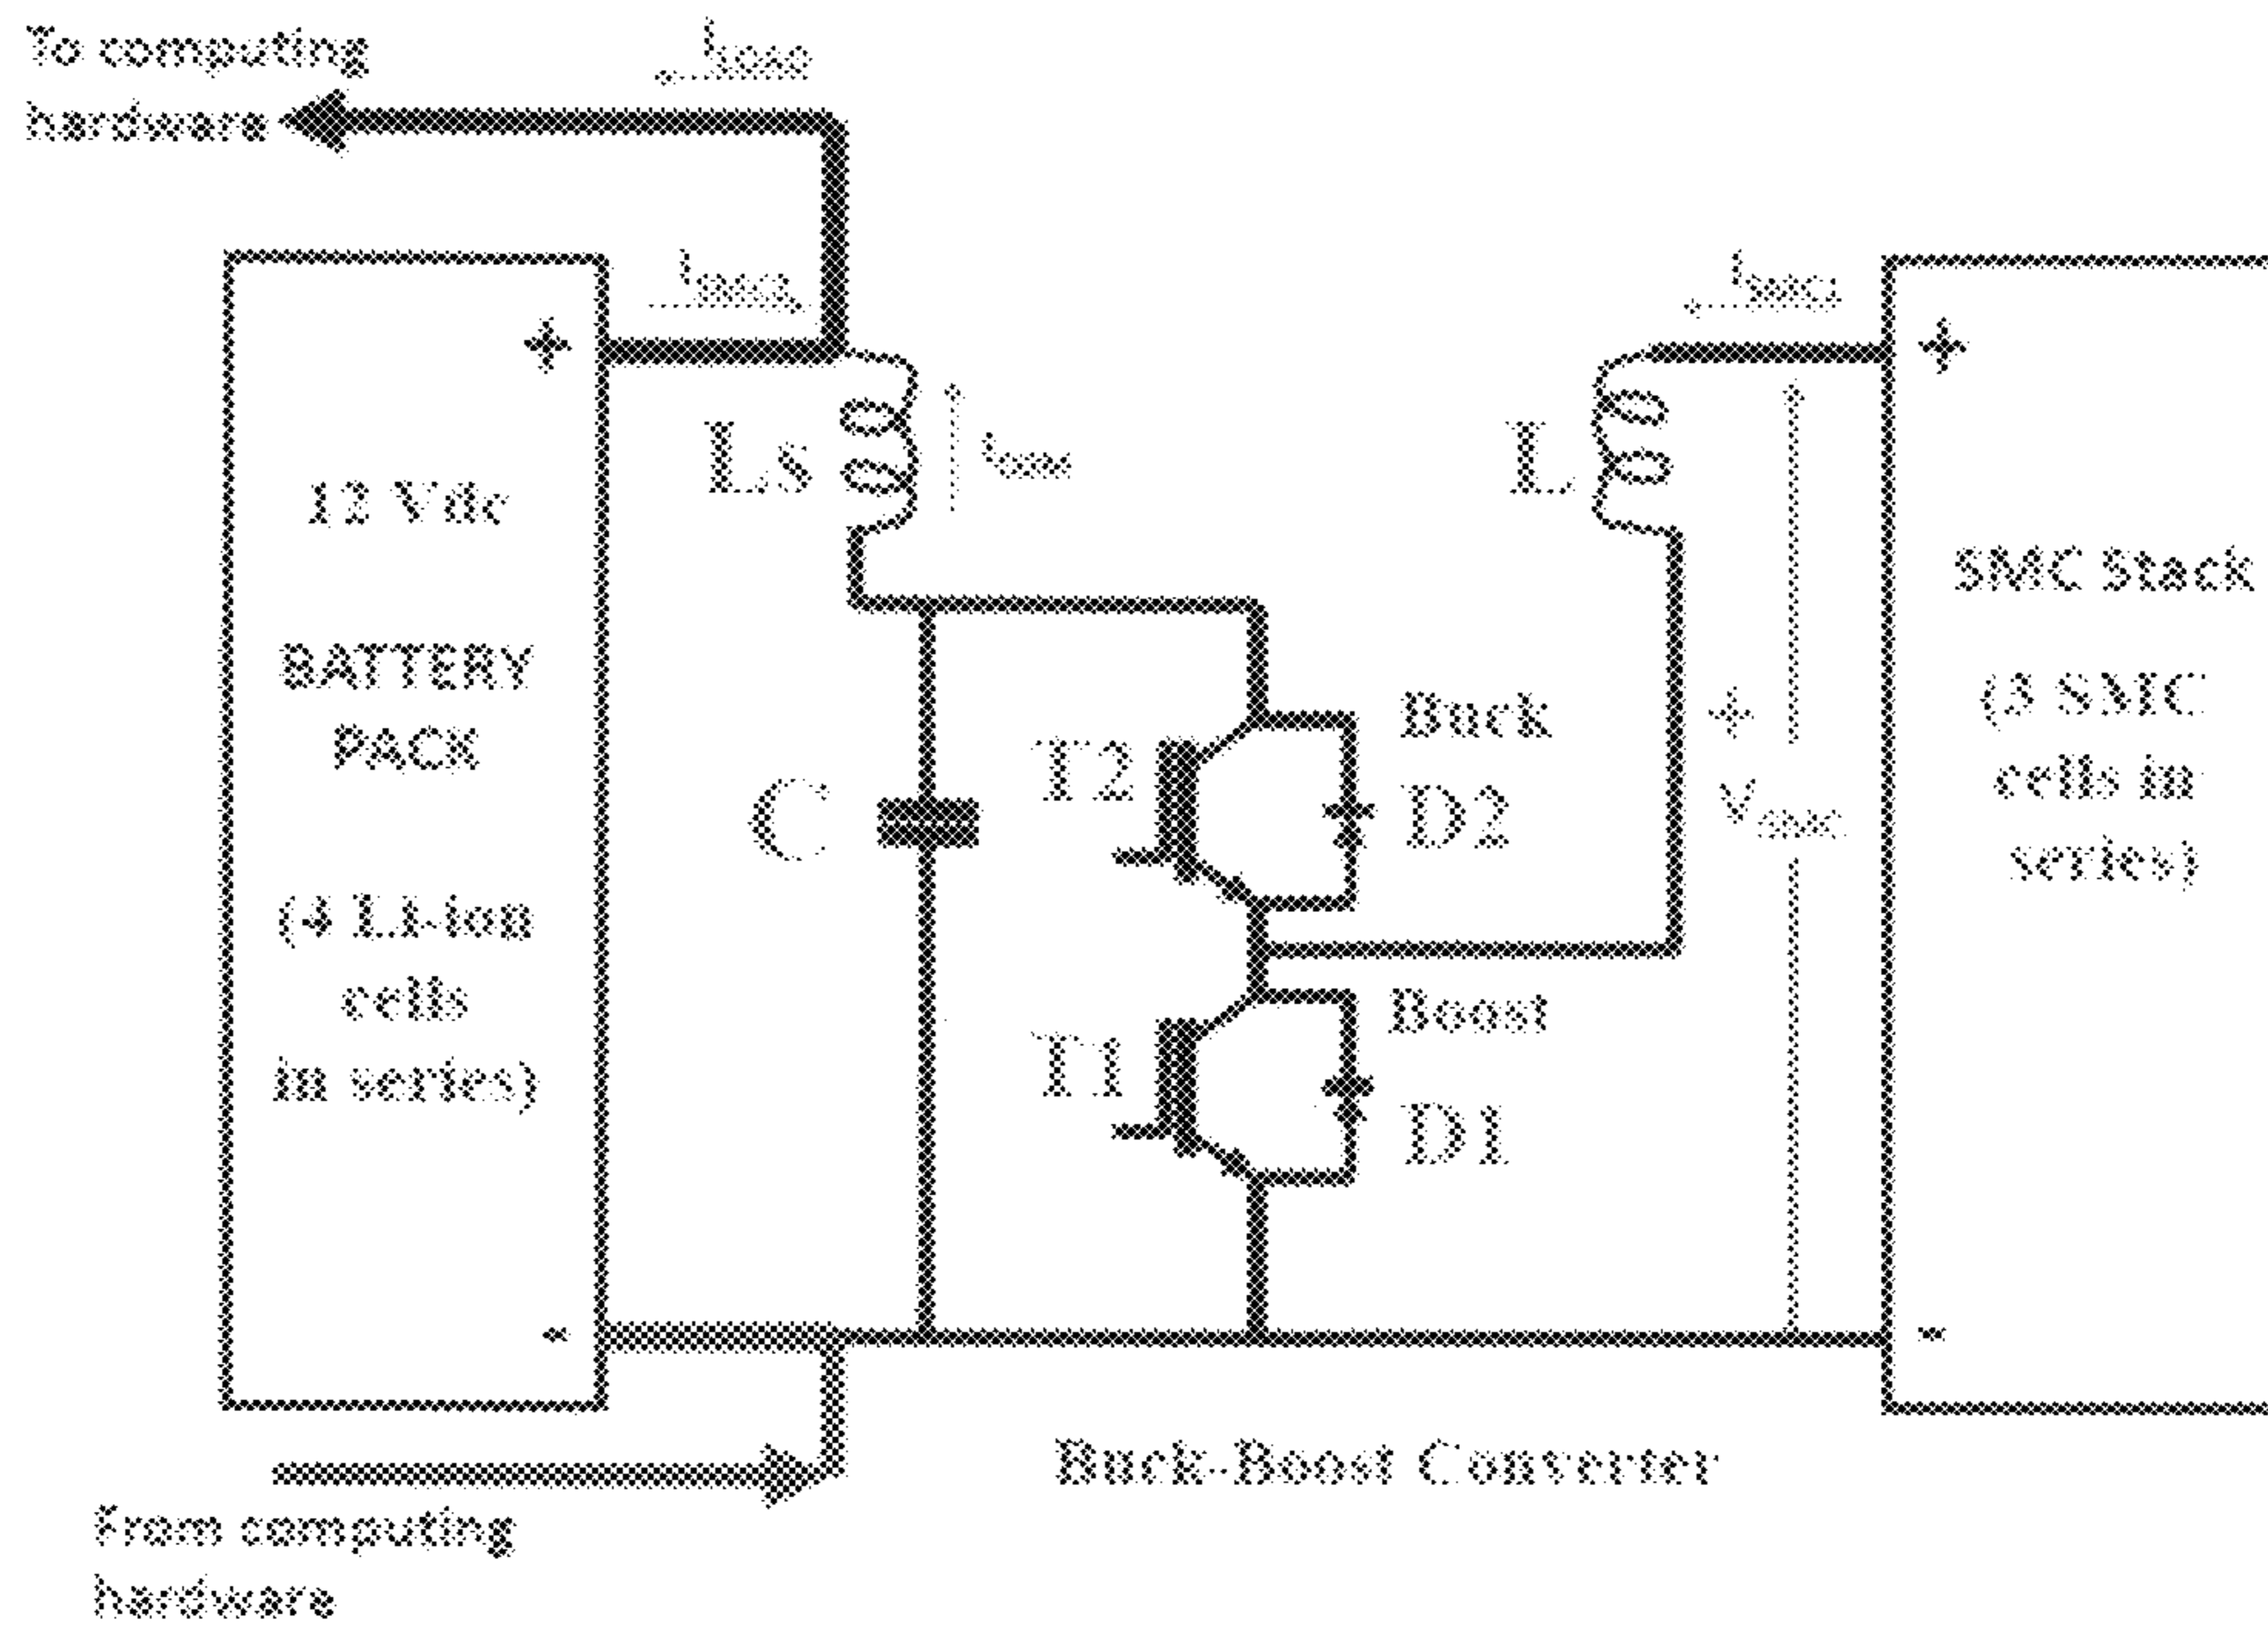 To computing
hardware
+
+
Ls
L
12 Vdc
BATTERY
PACK
(4 Li-ion
cells
in series)
SMC Stack
(3 SMC
cells in
series)
C
T2
Buck
D2
+
Boost
T1
D1
-
-
Buck-Boost Converter
From computing
hardware